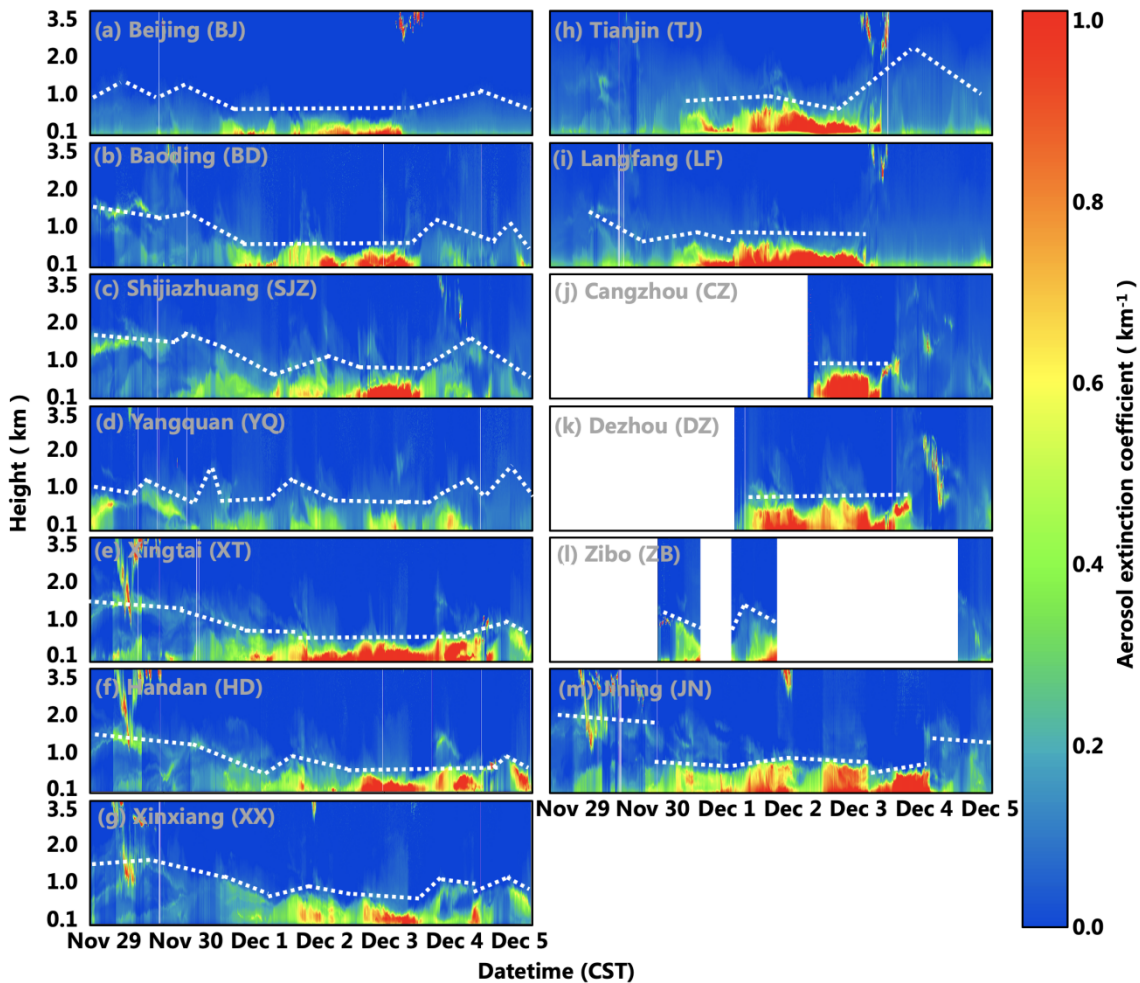 3.5
2.0
1.0
0.1
(a) Beijing (BJ)
3.5
2.0
1.0
0.1
(b) Baoding (BD)
3.5
2.0
1.0
0.1
(c) Shijiazhuang (SJZ)
3.5
2.0
1.0
0.1
(d) Yangquan (YQ)
3.5
2.0
1.0
0.1
(e) Xingtai (XT)
3.5
2.0
1.0
0.1
(f) Handan (HD)
3.5
2.0
1.0
0.1
(g) Xinxiang (XX)
Nov 29 Nov 30 Dec 1 Dec 2 Dec 3 Dec 4 Dec 5
(h) Tianjin (TJ)
(i) Langfang (LF)
(j) Cangzhou (CZ)
(k) Dezhou (DZ)
(l) Zibo (ZB)
(m) Jining (JN)
Nov 29 Nov 30 Dec 1 Dec 2 Dec 3 Dec 4 Dec 5
Height ( km )
Datetime (CST)
1.0
0.8
0.6
0.4
0.2
0.0
Aerosol extinction coefficient ( km⁻¹ )